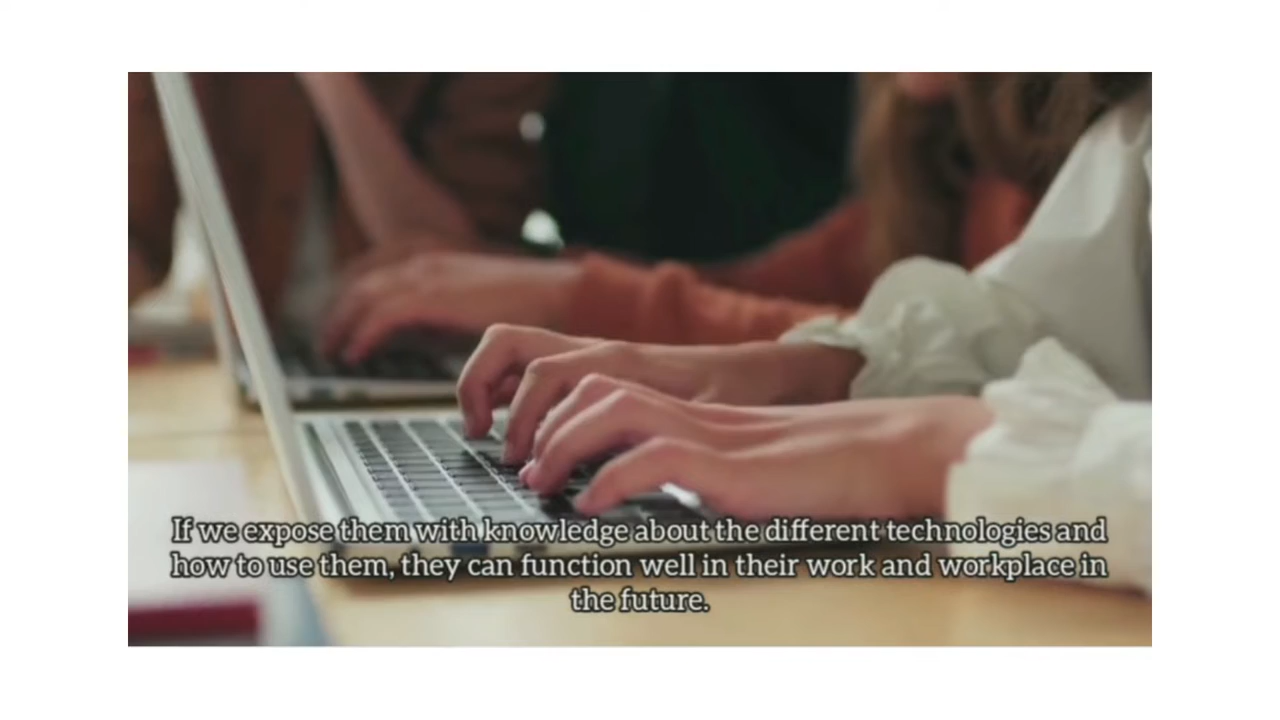 If we expose them with knowledge about the different technologies and
how to use them, they can function well in their work and workplace in
the future.